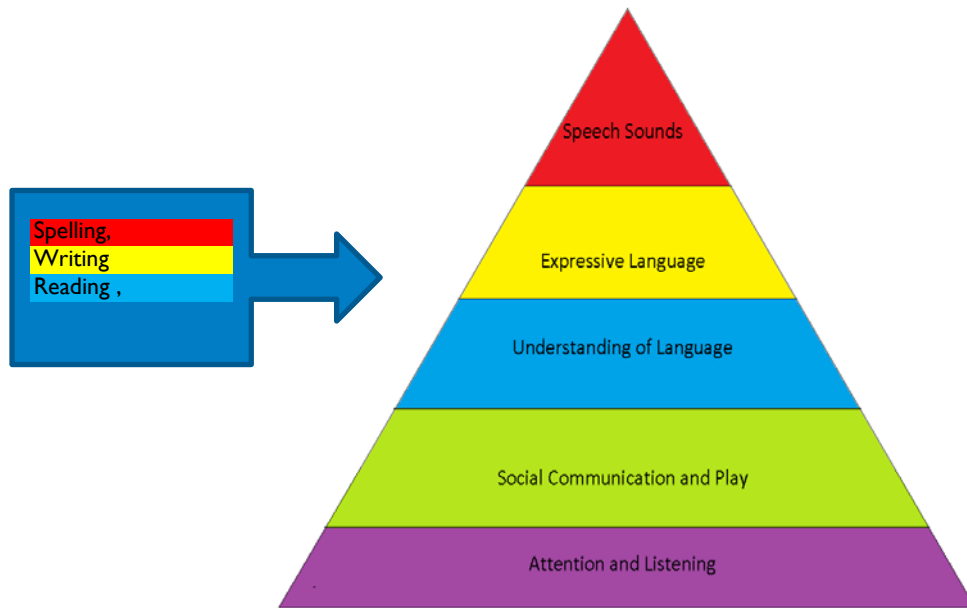 Speech Sounds
Spelling,
Writing
Reading ,
Expressive Language
Understanding of Language
Social Communication and Play
Attention and Listening